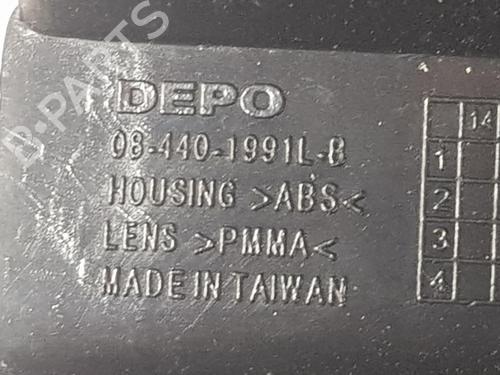 B-PARTS
DEPO
08-440-1991L-B
HOUSING >ABS<
LENS >PMMA<
MADE IN TAIWAN
14
1
2
3
4